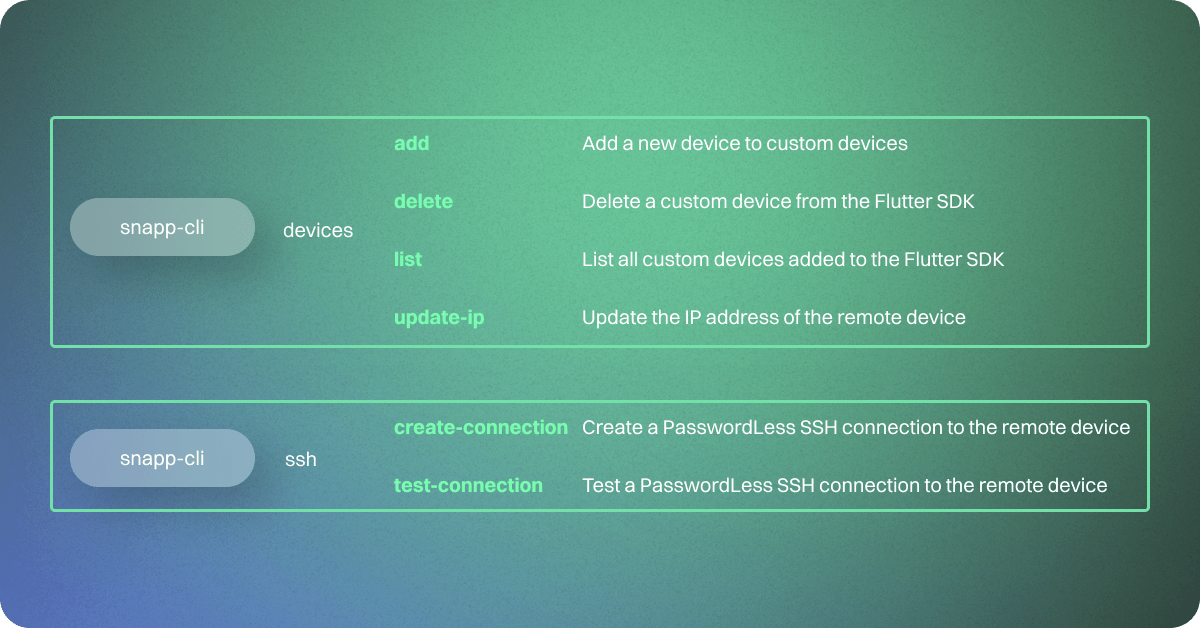 add Add a new device to custom devices
delete Delete a custom device from the Flutter SDK
snapp-cli devices
list List all custom devices added to the Flutter SDK
update-ip Update the IP address of the remote device
create-connection Create a PasswordLess SSH connection to the remote device
snapp-cli ssh
test-connection Test a PasswordLess SSH connection to the remote device